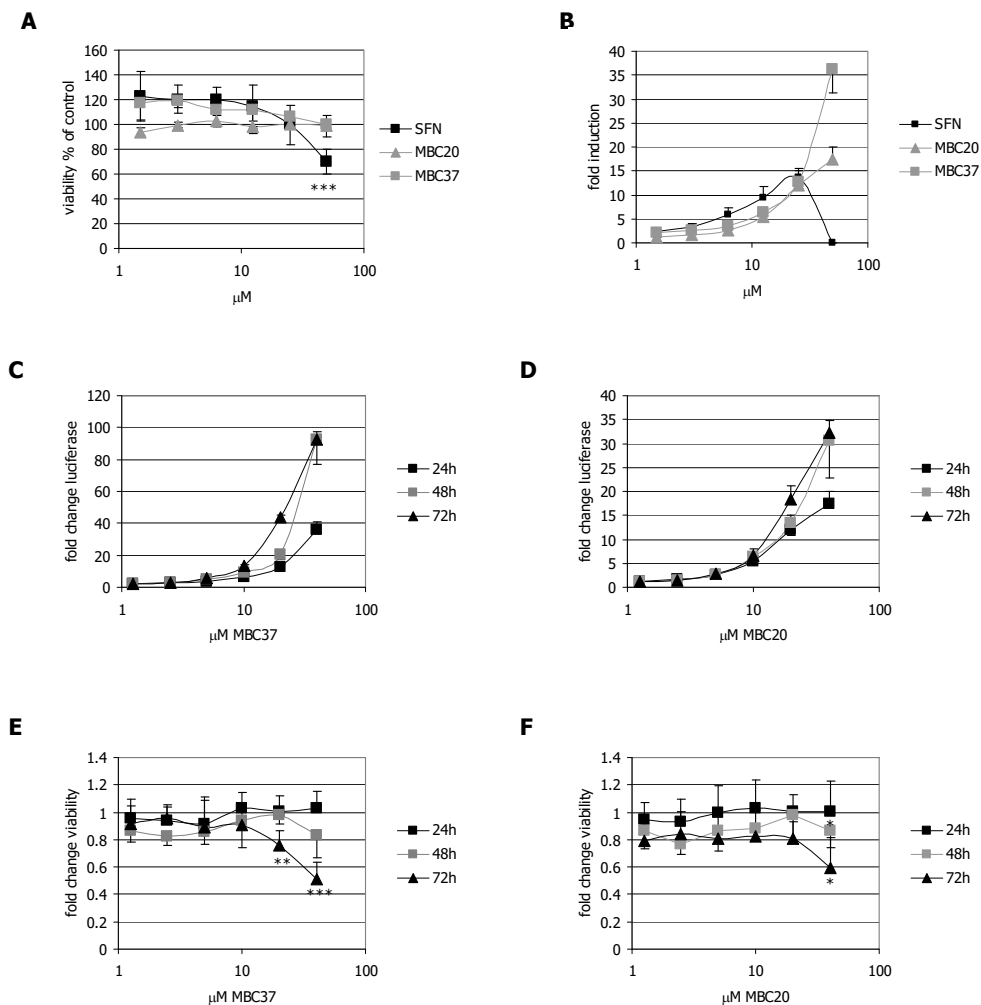 A
160
140
120
100
80
60
40
20
0
viability % of control
1
10
100
μM
***
SFN
MBC20
MBC37
B
40
35
30
25
20
15
10
5
0
fold induction
1
10
100
μM
SFN
MBC20
MBC37
C
120
100
80
60
40
20
0
fold change luciferase
1
10
100
μM MBC37
24h
48h
72h
D
40
35
30
25
20
15
10
5
0
fold change luciferase
1
10
100
μM MBC20
24h
48h
72h
E
1.4
1.2
1
0.8
0.6
0.4
0.2
0
fold change viability
1
10
100
μM MBC37
**
***
24h
48h
72h
F
1.4
1.2
1
0.8
0.6
0.4
0.2
0
fold change viability
1
10
100
μM MBC20
*
*
24h
48h
72h